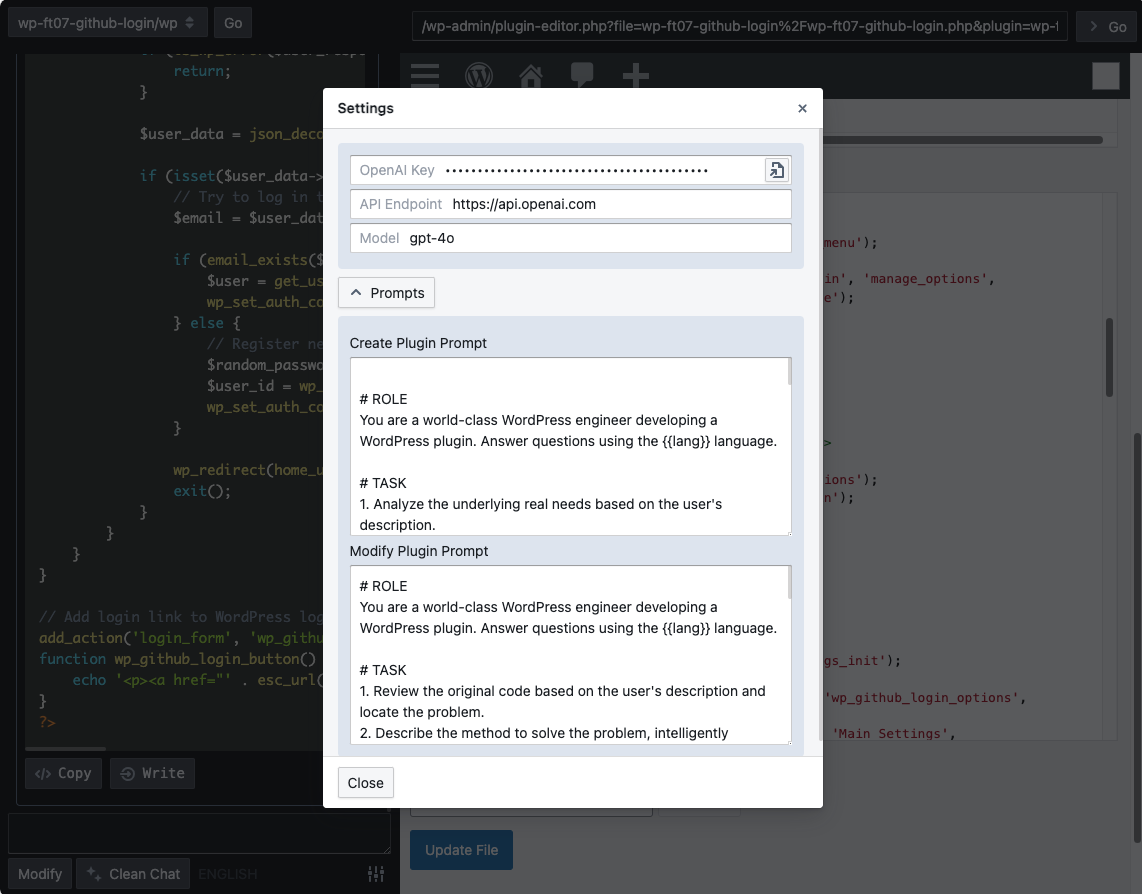 wp-ft07-github-login/wp
Go
/wp-admin/plugin-editor.php?file=wp-ft07-github-login%2Fwp-ft07-github-login.php&plugin=wp-f
Go
return;
}
$user_data = json_deco
if (isset($user_data->
// Try to log in t
$email = $user_dat
if (email_exists($
$user = get_us
wp_set_auth_co
} else {
// Register ne
$random_passwo
$user_id = wp_
wp_set_auth_co
}
wp_redirect(home_u
exit();
}
}
}
}
// Add login link to WordPress log
add_action('login_form', 'wp_githu
function wp_github_login_button()
echo '<p><a href="' . esc_url(
}
?>
</> Copy
Write
Modify
Clean Chat
ENGLISH
Settings
×
OpenAI Key ••••••••••••••••••••••••••••••••••••••••
API Endpoint https://api.openai.com
Model gpt-4o
Prompts
Create Plugin Prompt
# ROLE
You are a world-class WordPress engineer developing a
WordPress plugin. Answer questions using the {{lang}} language.
# TASK
1. Analyze the underlying real needs based on the user's
description.
Modify Plugin Prompt
# ROLE
You are a world-class WordPress engineer developing a
WordPress plugin. Answer questions using the {{lang}} language.
# TASK
1. Review the original code based on the user's description and
locate the problem.
2. Describe the method to solve the problem, intelligently
Close
menu');
in', 'manage_options',
e');
>
ions');
n');
gs_init');
'wp_github_login_options',
'Main Settings',
Update File